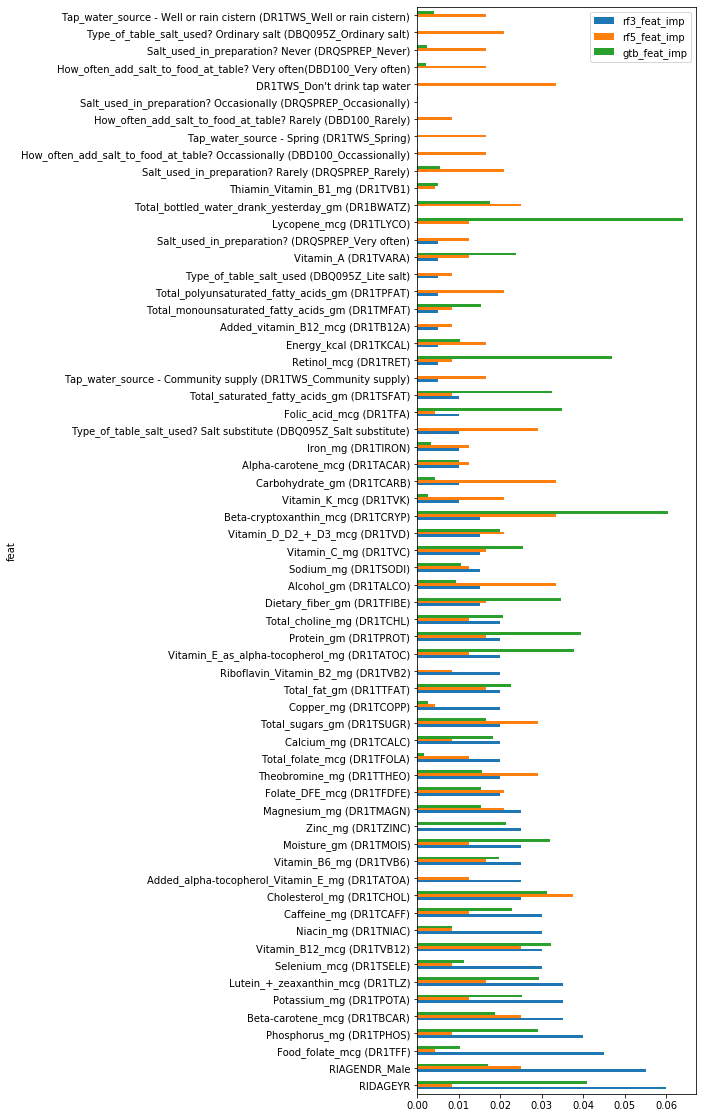 Tap_water_source - Well or rain cistern (DR1TWS_Well or rain cistern)
Type_of_table_salt_used? Ordinary salt (DBQ095Z_Ordinary salt)
Salt_used_in_preparation? Never (DRQSPREP_Never)
How_often_add_salt_to_food_at_table? Very often(DBD100_Very often)
DR1TWS_Don't drink tap water
Salt_used_in_preparation? Occasionally (DRQSPREP_Occasionally)
How_often_add_salt_to_food_at_table? Rarely (DBD100_Rarely)
Tap_water_source - Spring (DR1TWS_Spring)
How_often_add_salt_to_food_at_table? Occassionally (DBD100_Occassionally)
Salt_used_in_preparation? Rarely (DRQSPREP_Rarely)
Thiamin_Vitamin_B1_mg (DR1TVB1)
Total_bottled_water_drank_yesterday_gm (DR1BWATZ)
Lycopene_mcg (DR1TLYCO)
Salt_used_in_preparation? (DRQSPREP_Very often)
Vitamin_A (DR1TVARA)
Type_of_table_salt_used (DBQ095Z_Lite salt)
Total_polyunsaturated_fatty_acids_gm (DR1TPFAT)
Total_monounsaturated_fatty_acids_gm (DR1TMFAT)
Added_vitamin_B12_mcg (DR1TB12A)
Energy_kcal (DR1TKCAL)
Retinol_mcg (DR1TRET)
Tap_water_source - Community supply (DR1TWS_Community supply)
Total_saturated_fatty_acids_gm (DR1TSFAT)
Folic_acid_mcg (DR1TFA)
Type_of_table_salt_used? Salt substitute (DBQ095Z_Salt substitute)
Iron_mg (DR1TIRON)
Alpha-carotene_mcg (DR1TACAR)
Carbohydrate_gm (DR1TCARB)
Vitamin_K_mcg (DR1TVK)
Beta-cryptoxanthin_mcg (DR1TCRYP)
Vitamin_D_D2_+_D3_mcg (DR1TVD)
Vitamin_C_mg (DR1TVC)
Sodium_mg (DR1TSODI)
Alcohol_gm (DR1TALCO)
Dietary_fiber_gm (DR1TFIBE)
Total_choline_mg (DR1TCHL)
Protein_gm (DR1TPROT)
Vitamin_E_as_alpha-tocopherol_mg (DR1TATOC)
Riboflavin_Vitamin_B2_mg (DR1TVB2)
Total_fat_gm (DR1TTFAT)
Copper_mg (DR1TCOPP)
Total_sugars_gm (DR1TSUGR)
Calcium_mg (DR1TCALC)
Total_folate_mcg (DR1TFOLA)
Theobromine_mg (DR1TTHEO)
Folate_DFE_mcg (DR1TFDFE)
Magnesium_mg (DR1TMAGN)
Zinc_mg (DR1TZINC)
Moisture_gm (DR1TMOIS)
Vitamin_B6_mg (DR1TVB6)
Added_alpha-tocopherol_Vitamin_E_mg (DR1TATOA)
Cholesterol_mg (DR1TCHOL)
Caffeine_mg (DR1TCAFF)
Niacin_mg (DR1TNIAC)
Vitamin_B12_mcg (DR1TVB12)
Selenium_mcg (DR1TSELE)
Lutein_+_zeaxanthin_mcg (DR1TLZ)
Potassium_mg (DR1TPOTA)
Beta-carotene_mcg (DR1TBCAR)
Phosphorus_mg (DR1TPHOS)
Food_folate_mcg (DR1TFF)
RIAGENDR_Male
RIDAGEYR
feat
rf3_feat_imp
rf5_feat_imp
gtb_feat_imp
0.00 0.01 0.02 0.03 0.04 0.05 0.06